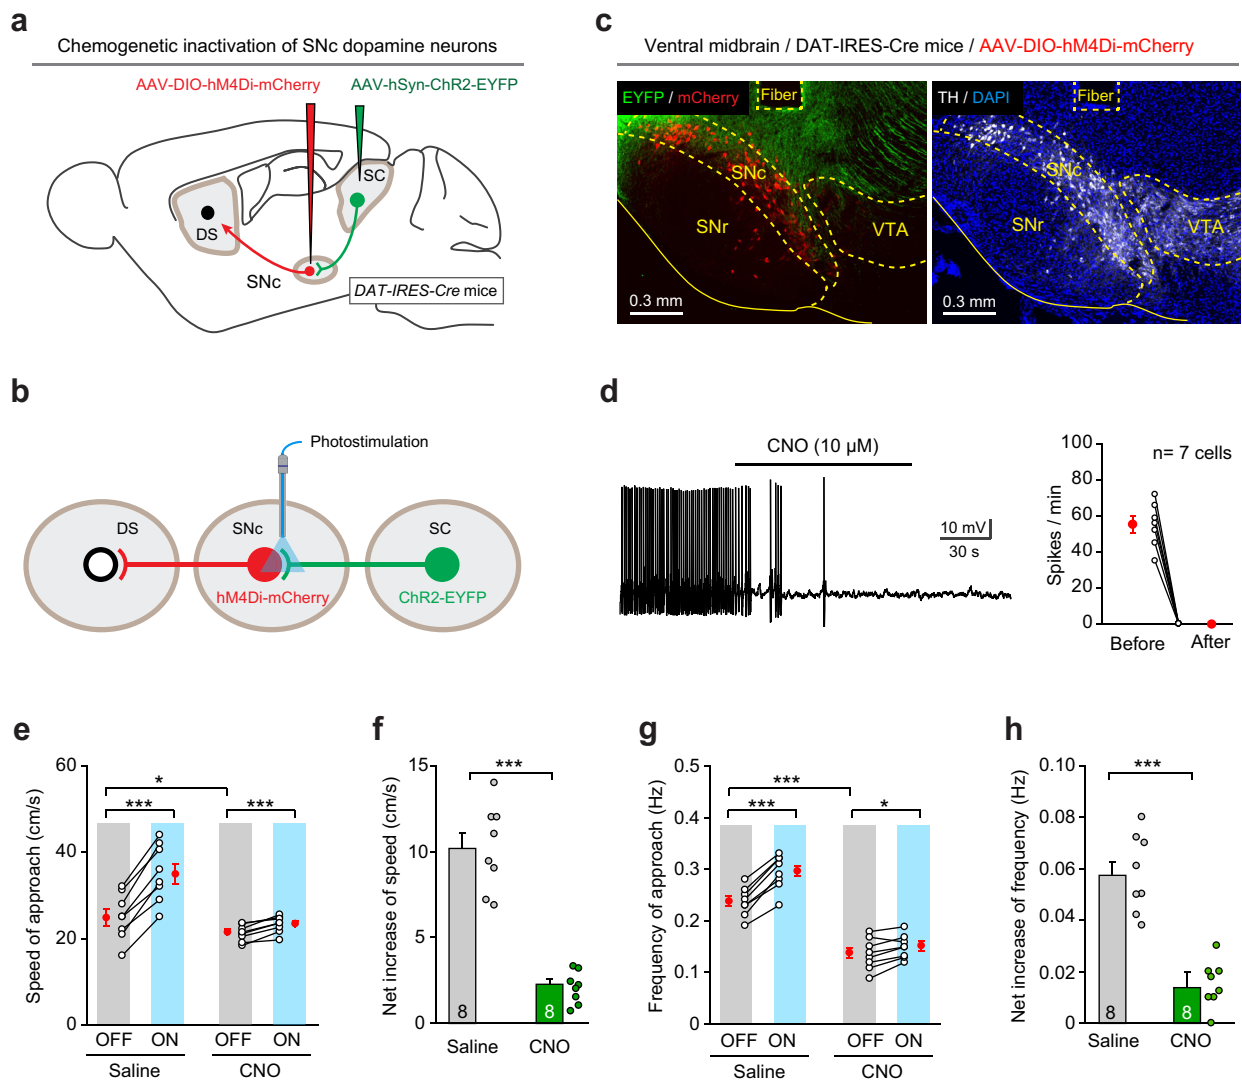 a
Chemogenetic inactivation of SNc dopamine neurons
AAV-DIO-hM4Di-mCherry
AAV-hSyn-ChR2-EYFP
SC
DS
SNc
DAT-IRES-Cre mice
b
Photostimulation
DS
SNc
SC
hM4Di-mCherry
ChR2-EYFP
c
Ventral midbrain / DAT-IRES-Cre mice / AAV-DIO-hM4Di-mCherry
EYFP / mCherry
Fiber
SNc
SNr
VTA
0.3 mm
TH / DAPI
Fiber
SNc
SNr
VTA
0.3 mm
d
CNO (10 µM)
10 mV
30 s
n= 7 cells
Spikes / min
100
80
60
40
20
0
Before
After
e
Speed of approach (cm/s)
60
40
20
0
*
***
***
OFF
ON
OFF
ON
Saline
CNO
f
Net increase of speed (cm/s)
15
10
5
0
***
8
8
Saline
CNO
g
Frequency of approach (Hz)
0.5
0.4
0.3
0.2
0.1
0
***
***
*
OFF
ON
OFF
ON
Saline
CNO
h
Net increase of frequency (Hz)
0.10
0.08
0.06
0.04
0.02
0
***
8
8
Saline
CNO